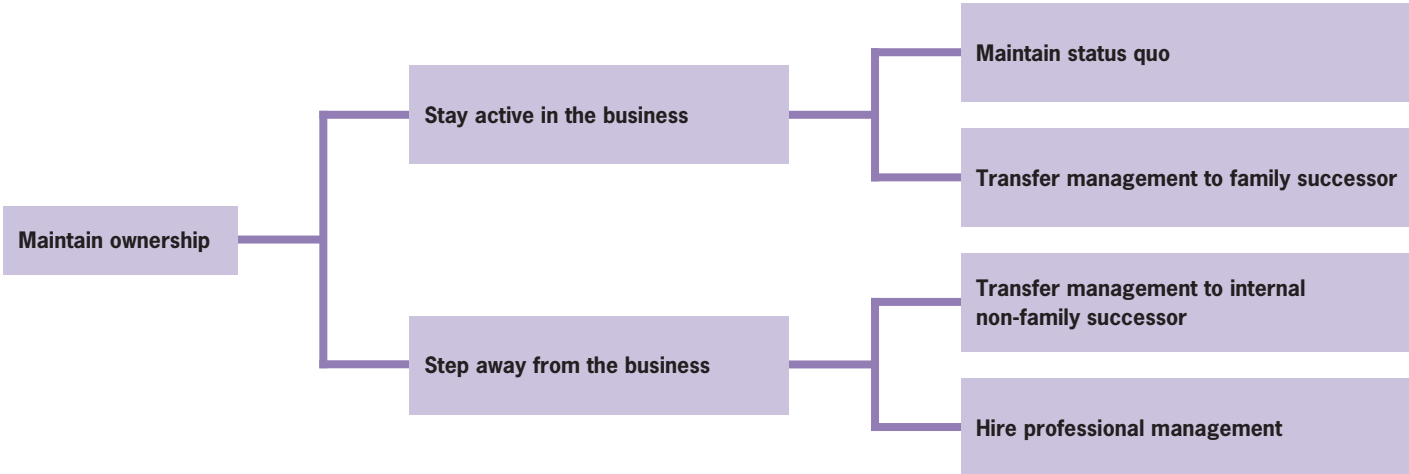 Maintain ownership
Stay active in the business
Step away from the business
Maintain status quo
Transfer management to family successor
Transfer management to internal
non-family successor
Hire professional management